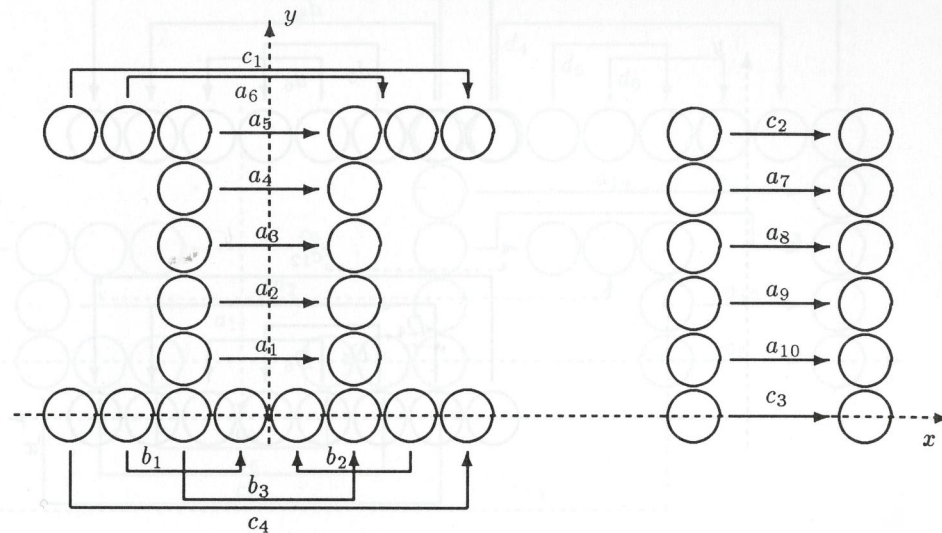 y
c₁
a₆
a₅ c₂
a₄ a₇
a₃ a₈
a₂ a₉
a₁ a₁₀
c₃
x
b₁ b₂
b₃
c₄